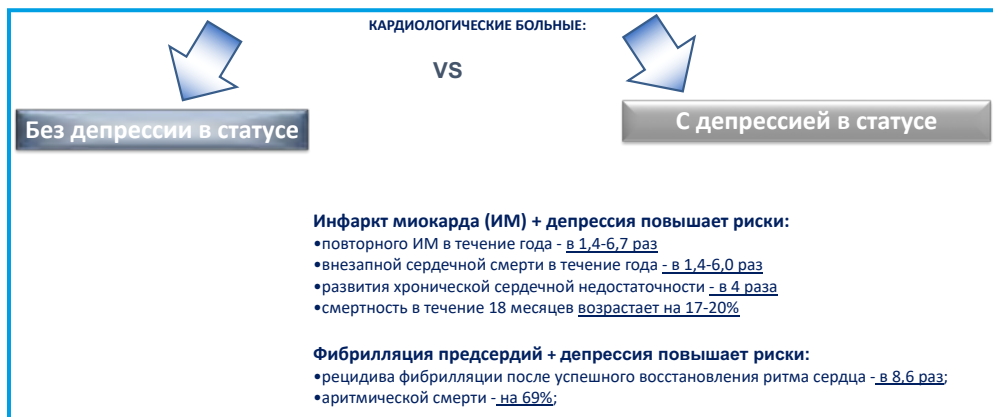 КАРДИОЛОГИЧЕСКИЕ БОЛЬНЫЕ:
VS
Без депрессии в статусе
С депрессией в статусе
Инфаркт миокарда (ИМ) + депрессия повышает риски:
•повторного ИМ в течение года - в 1,4-6,7 раз
•внезапной сердечной смерти в течение года - в 1,4-6,0 раз
•развития хронической сердечной недостаточности - в 4 раза
•смертность в течение 18 месяцев возрастает на 17-20%
Фибрилляция предсердий + депрессия повышает риски:
•рецидива фибрилляции после успешного восстановления ритма сердца - в 8,6 раз;
•аритмической смерти - на 69%;